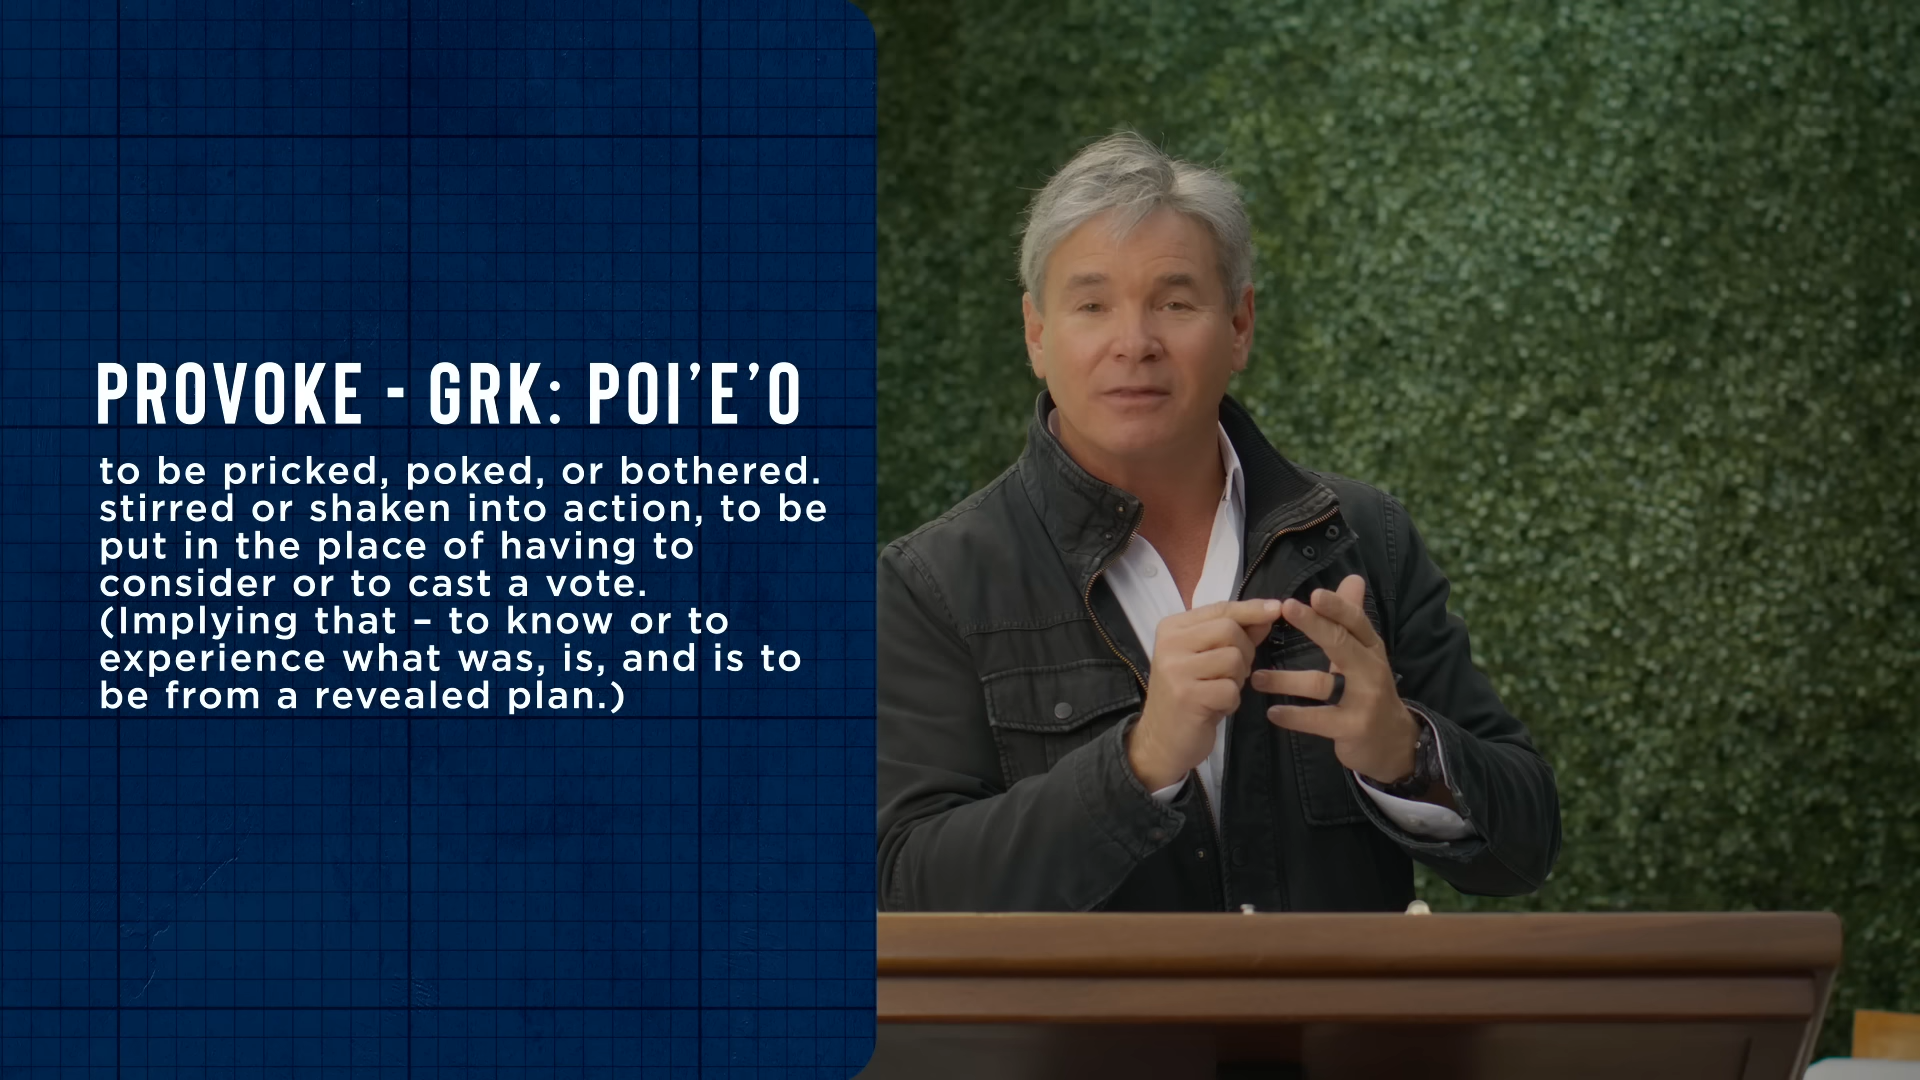 PROVOKE - GRK: POI’E’O
to be pricked, poked, or bothered.
stirred or shaken into action, to be
put in the place of having to
consider or to cast a vote.
(Implying that – to know or to
experience what was, is, and is to
be from a revealed plan.)